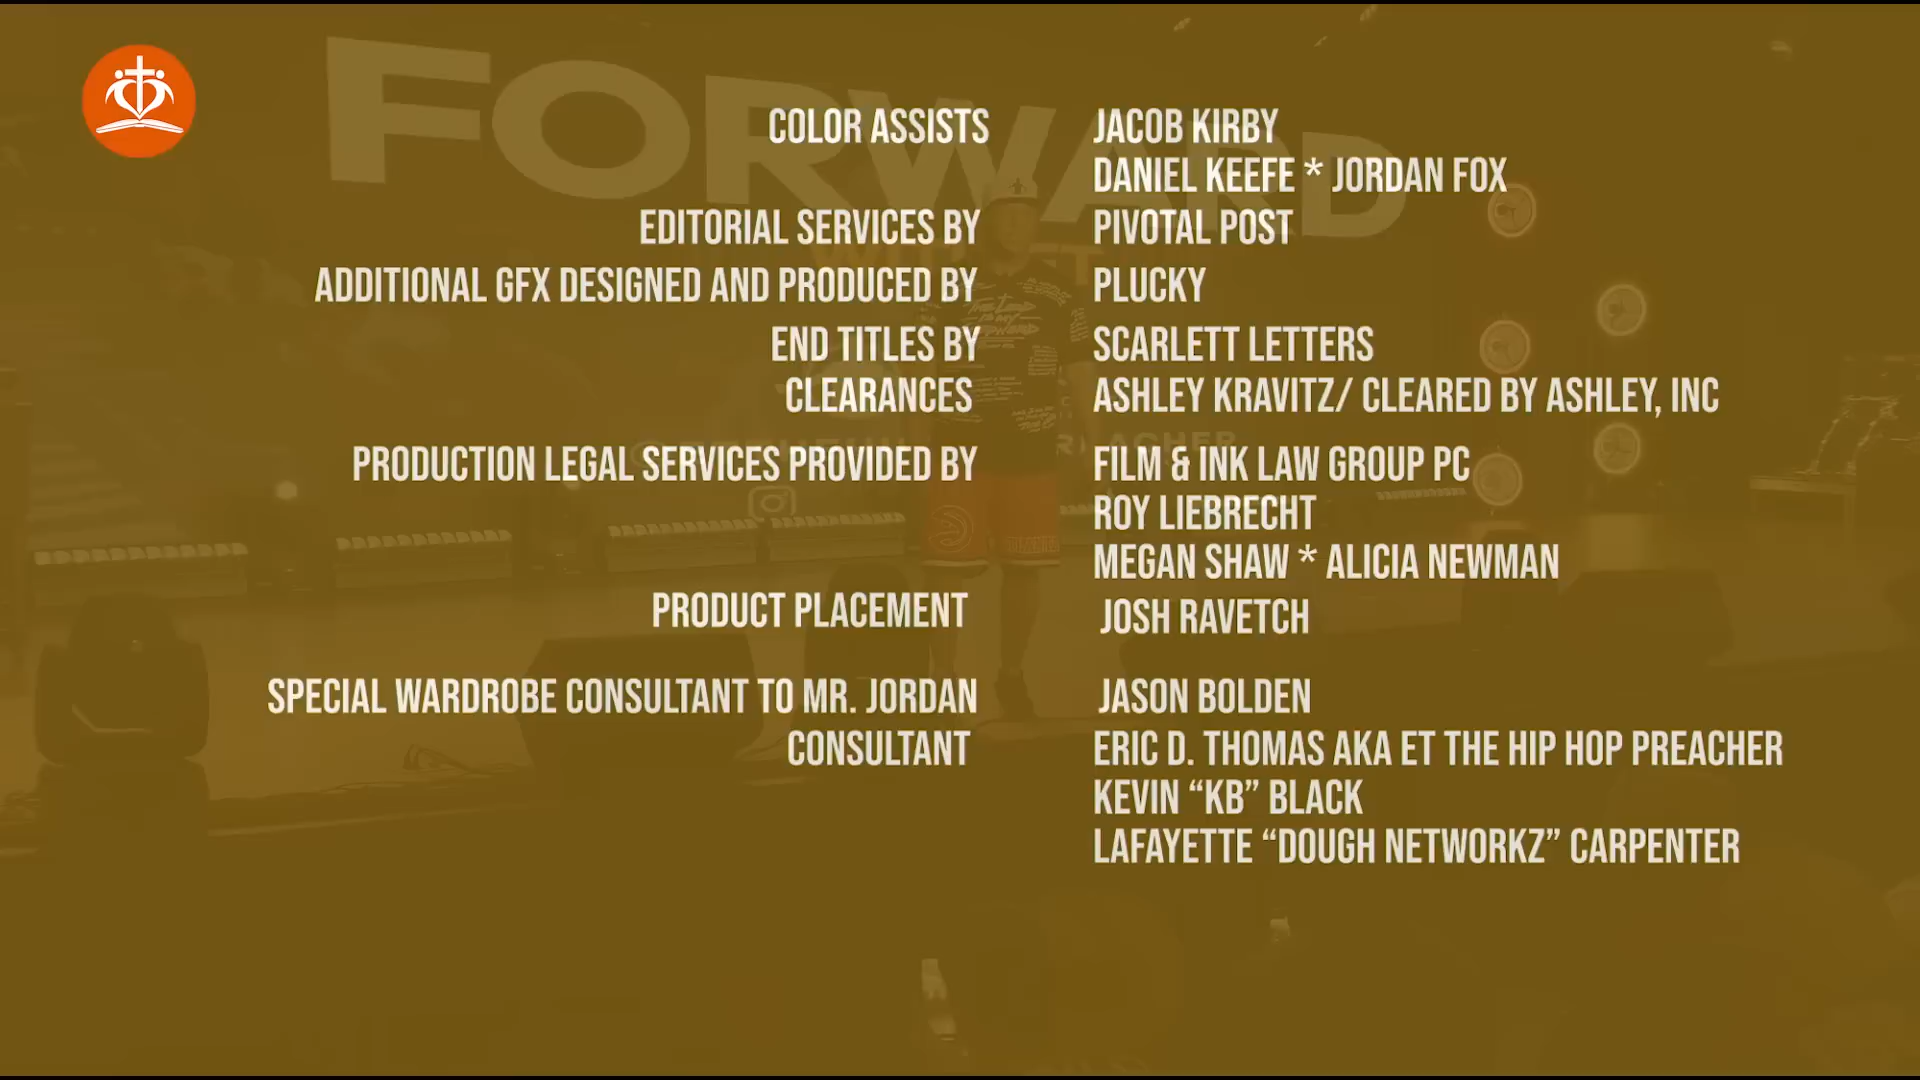 FORWARD
COLOR ASSISTS JACOB KIRBY
DANIEL KEEFE * JORDAN FOX
EDITORIAL SERVICES BY PIVOTAL POST
ADDITIONAL GFX DESIGNED AND PRODUCED BY PLUCKY
END TITLES BY SCARLETT LETTERS
CLEARANCES ASHLEY KRAVITZ/ CLEARED BY ASHLEY, INC
PRODUCTION LEGAL SERVICES PROVIDED BY FILM & INK LAW GROUP PC
ROY LIEBRECHT
MEGAN SHAW * ALICIA NEWMAN
PRODUCT PLACEMENT JOSH RAVETCH
SPECIAL WARDROBE CONSULTANT TO MR. JORDAN JASON BOLDEN
CONSULTANT ERIC D. THOMAS AKA ET THE HIP HOP PREACHER
KEVIN “KB” BLACK
LAFAYETTE “DOUGH NETWORKZ” CARPENTER